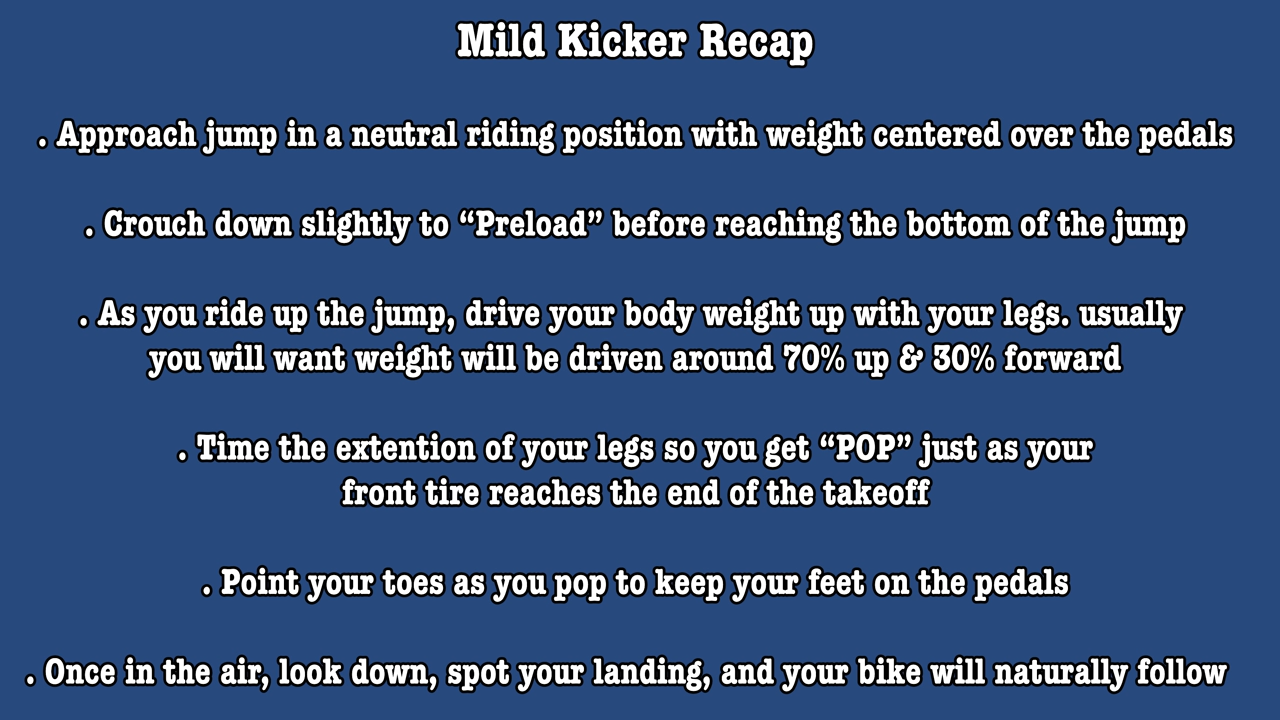 Mild Kicker Recap
. Approach jump in a neutral riding position with weight centered over the pedals
. Crouch down slightly to “Preload” before reaching the bottom of the jump
. As you ride up the jump, drive your body weight up with your legs. usually
you will want weight will be driven around 70% up & 30% forward
. Time the extention of your legs so you get “POP” just as your
front tire reaches the end of the takeoff
. Point your toes as you pop to keep your feet on the pedals
. Once in the air, look down, spot your landing, and your bike will naturally follow